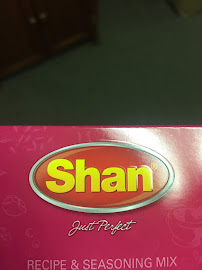 Shan
Just Perfect
RECIPE & SEASONING MIX